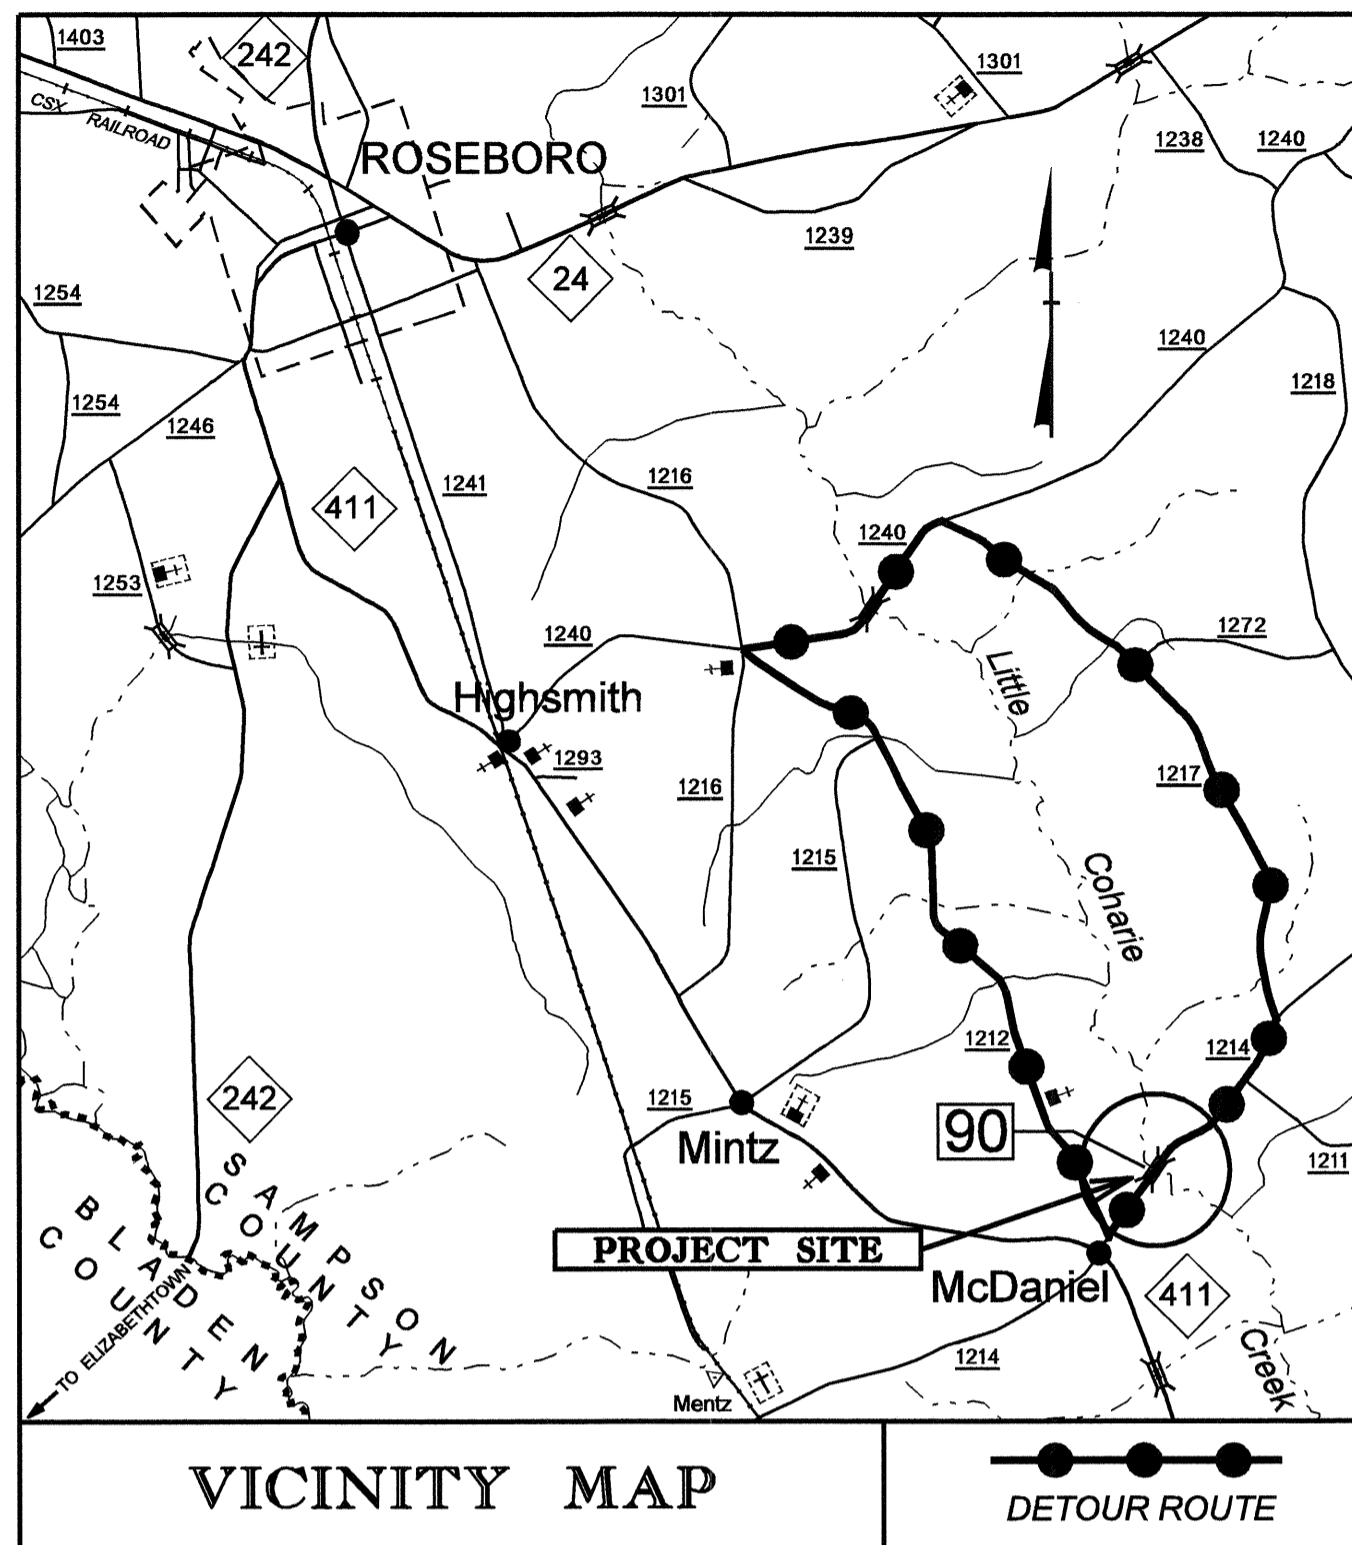 1403
242
1301
1301
CSX RAILROAD
ROSEBORO
1238
1240
1239
24
1254
1240
1218
1254
1246
1216
1241
411
1240
1253
1240
1272
Little
Highsmith
1293
1217
1216
1215
Coharie
1212
1214
242
1215
90
Mintz
1211
SAMPSON
COUNTY
BLADEN
COUNTY
PROJECT SITE
McDaniel
411
TO ELIZABETHTOWN
1214
Creek
Mentz
VICINITY MAP
DETOUR ROUTE